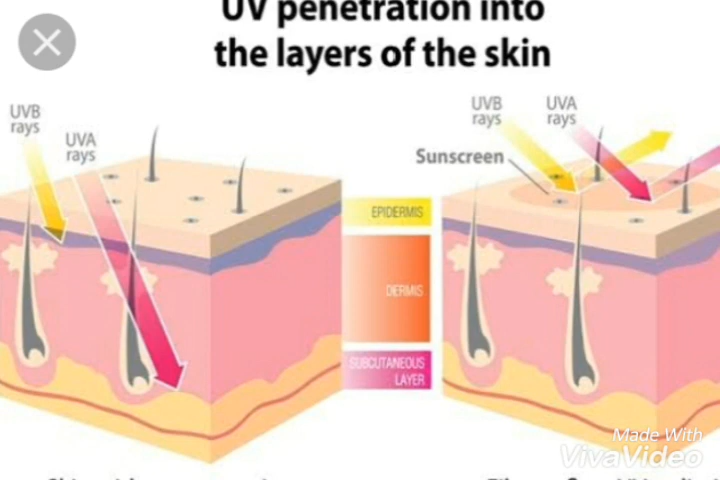 UV penetration into
the layers of the skin
UVB
rays
UVA
rays
UVB
rays
UVA
rays
Sunscreen
EPIDERMIS
DERMIS
SUBCUTANEOUS
LAYER
Made With
VivaVideo